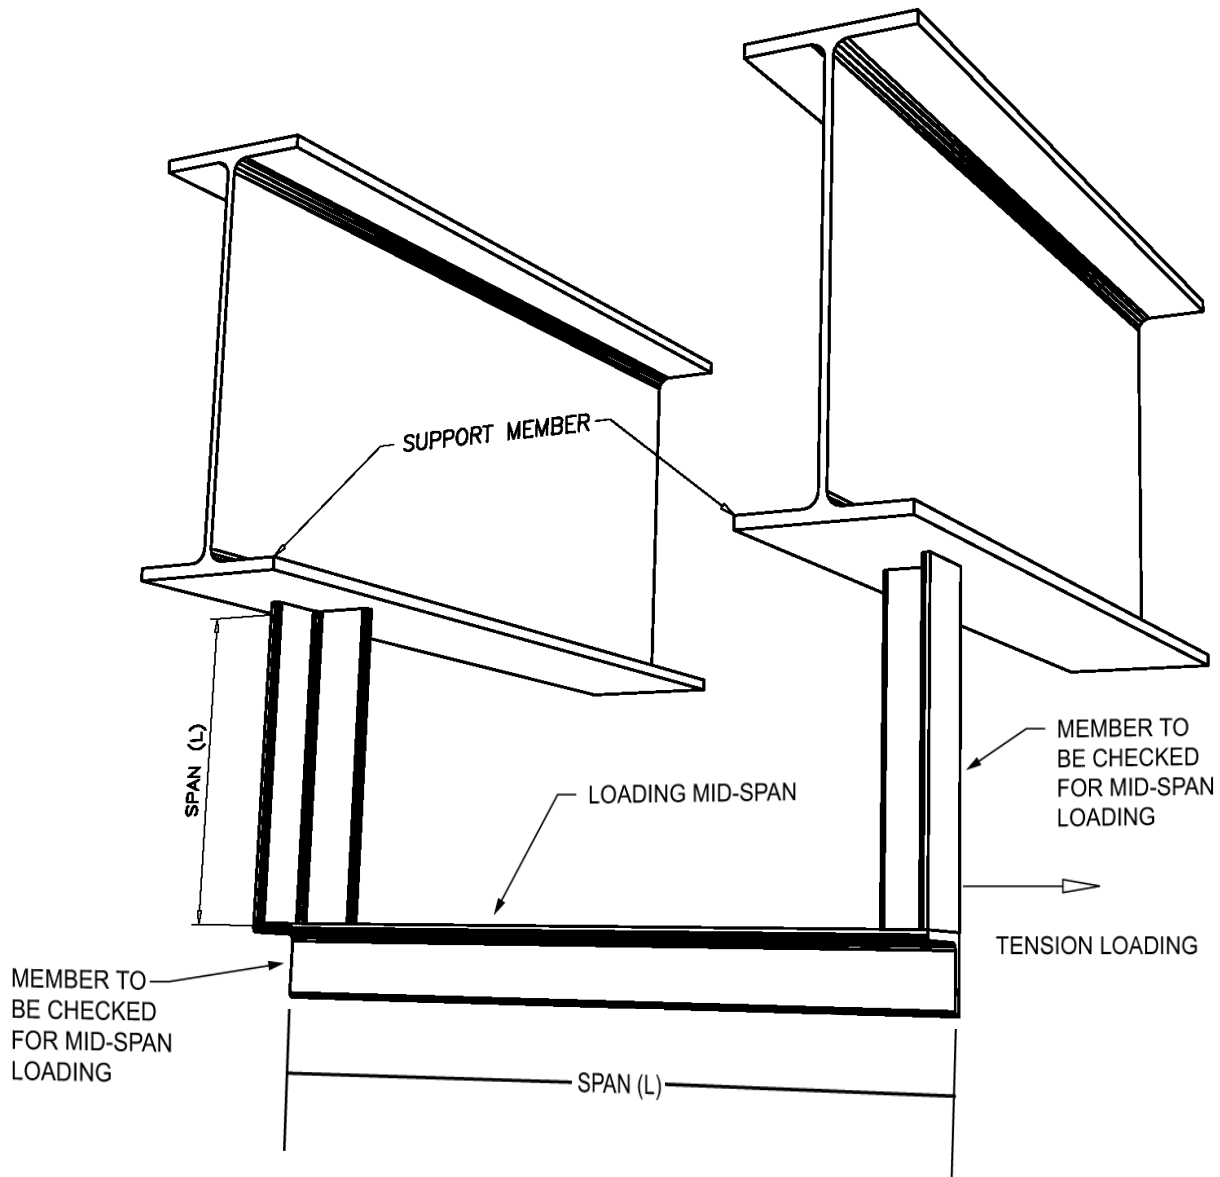 SUPPORT MEMBER
SPAN (L)
MEMBER TO
BE CHECKED
FOR MID-SPAN
LOADING
LOADING MID-SPAN
TENSION LOADING
MEMBER TO
BE CHECKED
FOR MID-SPAN
LOADING
SPAN (L)